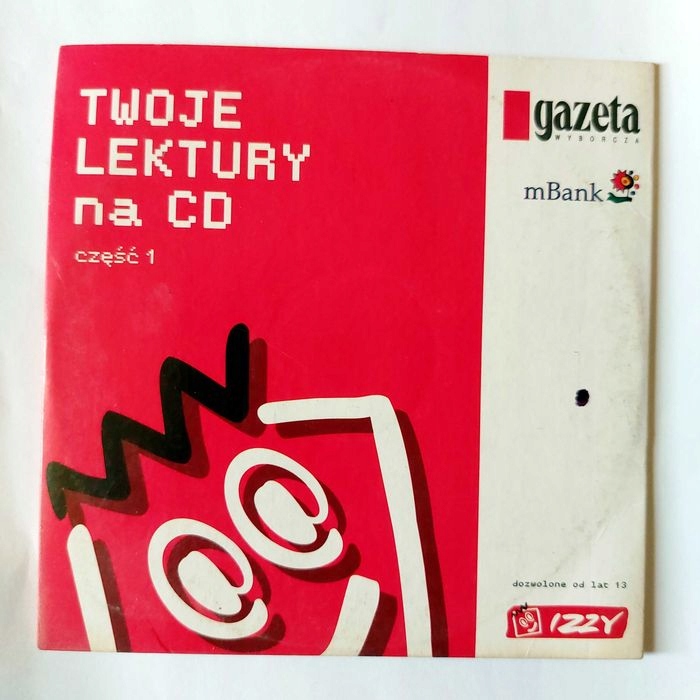 TWOJE
LEKTURY
na CD
część 1
gazeta
WYBORCZA
mBank
dozwolone od lat 13
IZZY